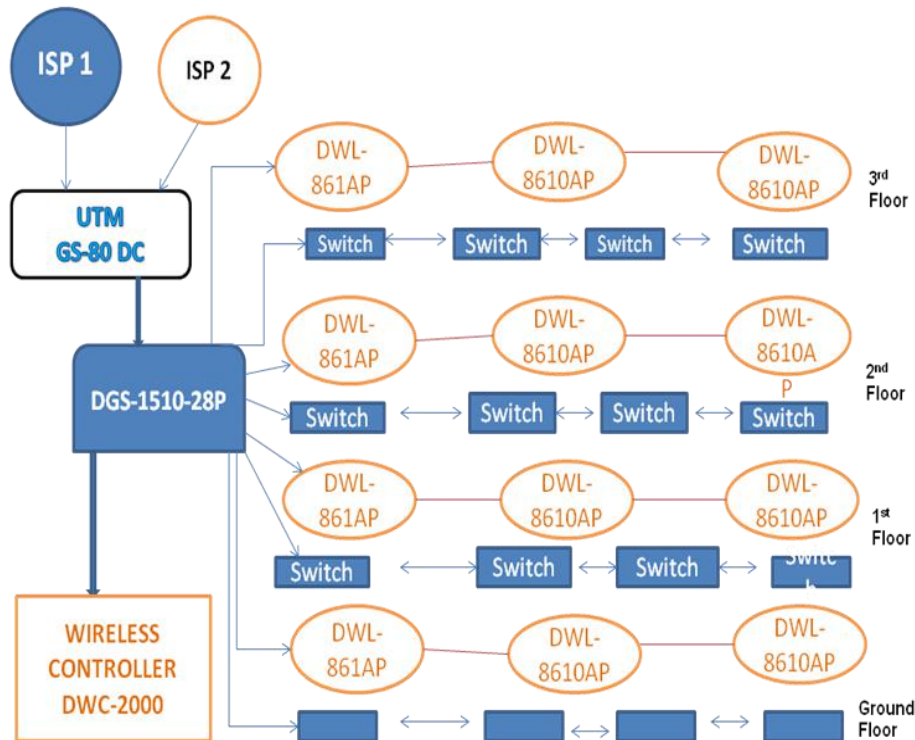 ISP 1
ISP 2
UTM
GS-80 DC
DGS-1510-28P
WIRELESS
CONTROLLER
DWC-2000
DWL-
861AP
DWL-
8610AP
DWL-
8610AP
3rd
Floor
Switch
Switch
Switch
Switch
DWL-
861AP
DWL-
8610AP
DWL-
8610A
P
2nd
Floor
Switch
Switch
Switch
Switch
DWL-
861AP
DWL-
8610AP
DWL-
8610AP
1st
Floor
Switch
Switch
Switch
Switc
h
DWL-
861AP
DWL-
8610AP
DWL-
8610AP
Ground
Floor